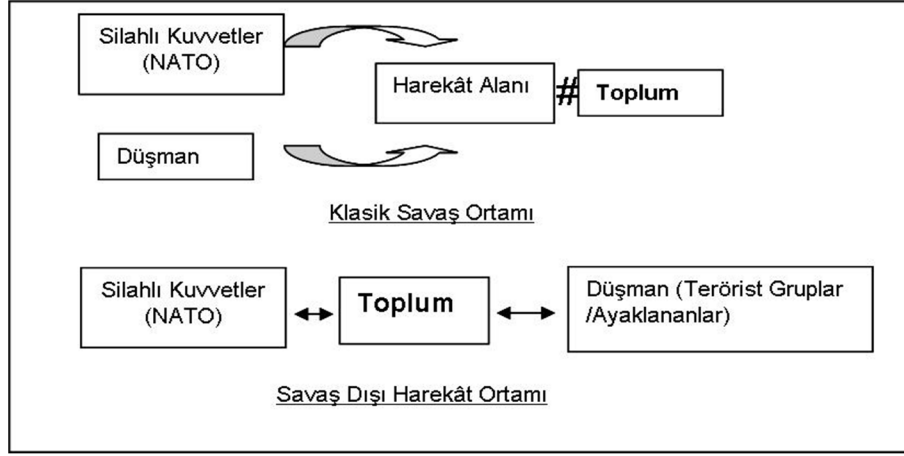 Silahlı Kuvvetler
(NATO)
Harekât Alanı
#
Toplum
Düşman
Klasik Savaş Ortamı
Silahlı Kuvvetler
(NATO)
Toplum
Düşman (Terörist Gruplar
/Ayaklananlar)
Savaş Dışı Harekât Ortamı